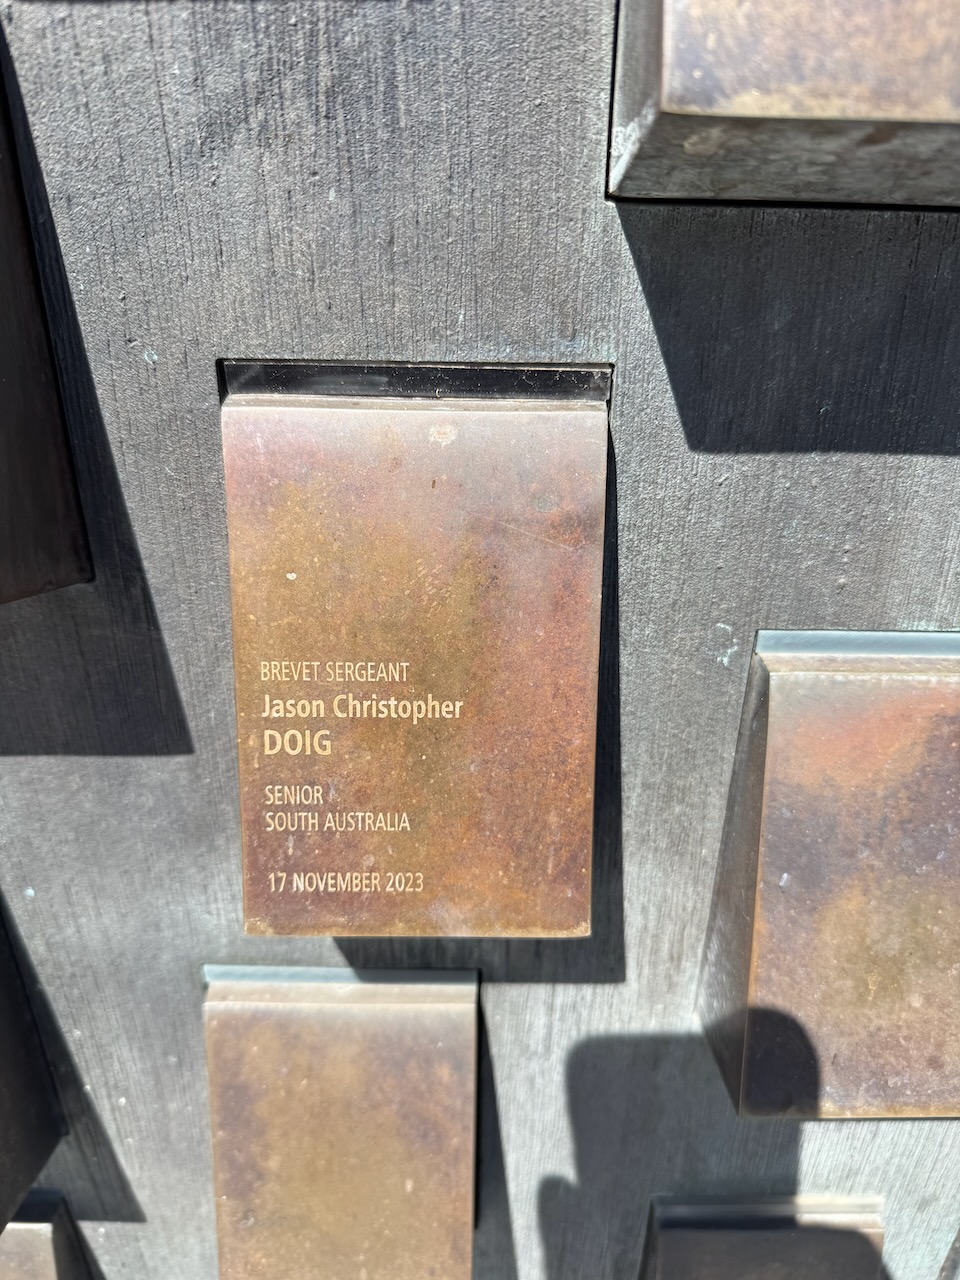 BREVET SERGEANT
Jason Christopher
DOIG
SENIOR
SOUTH AUSTRALIA
17 NOVEMBER 2023